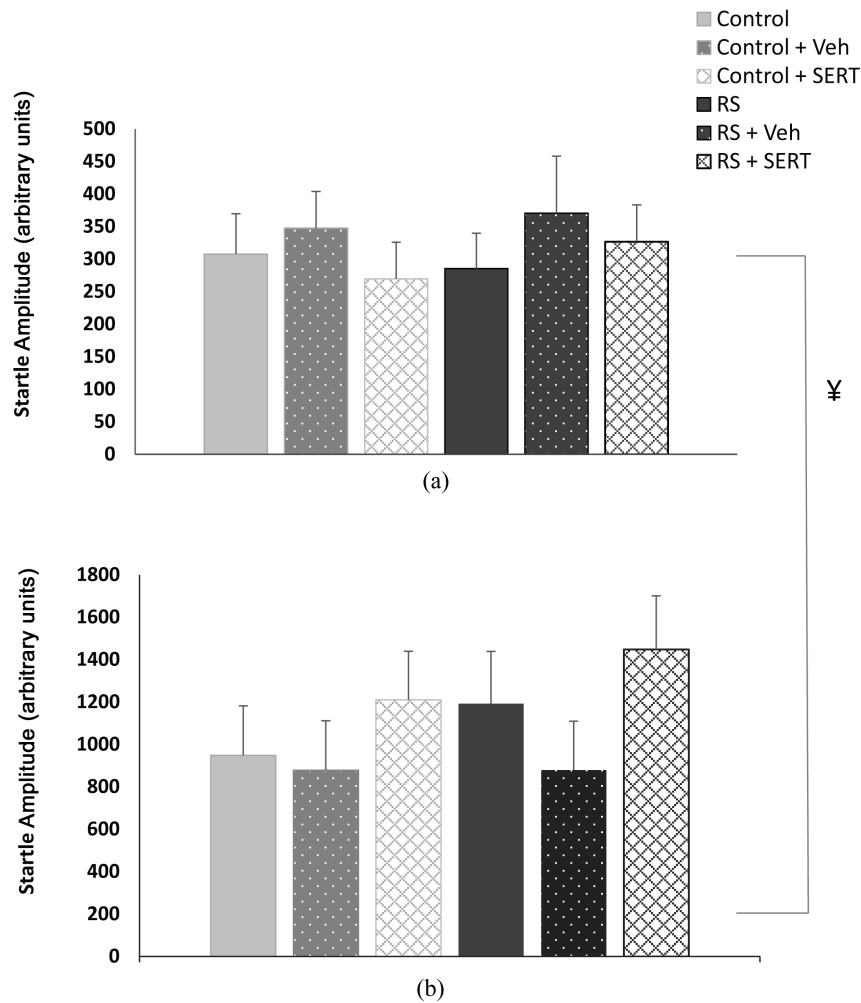 Control
Control + Veh
Control + SERT
RS
RS + Veh
RS + SERT
Startle Amplitude (arbitrary units)
500
450
400
350
300
250
200
150
100
50
0
(a)
¥
Startle Amplitude (arbitrary units)
1800
1600
1400
1200
1000
800
600
400
200
0
(b)